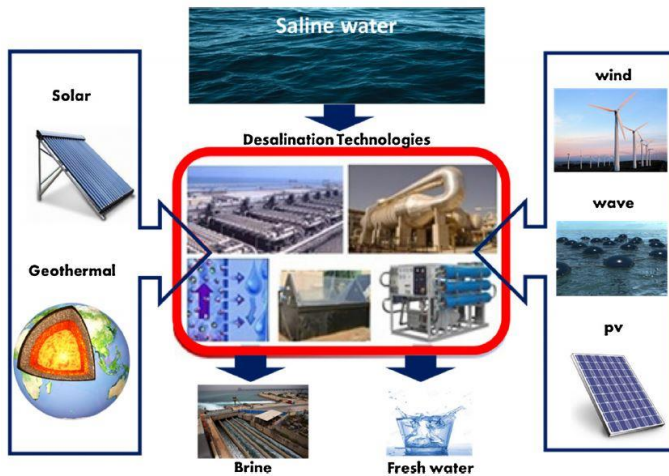 Saline water
Solar
wind
Desalination Technologies
wave
Geothermal
pv
Brine
Fresh water